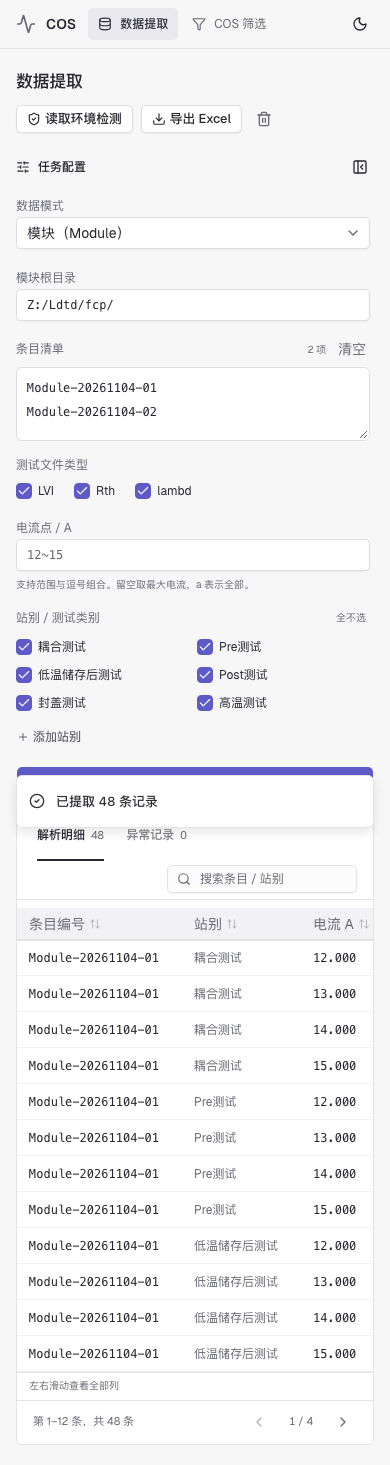 COS 数据提取 COS 筛选
数据提取
读取环境检测 导出 Excel
任务配置
数据模式
模块（Module）
模块根目录
Z:/Ldtd/fcp/
条目清单 2 项 清空
Module-20261104-01
Module-20261104-02
测试文件类型
LVI Rth lambd
电流点 / A
12~15
支持范围与逗号组合。留空取最大电流，a 表示全部。
站别 / 测试类别 全不选
耦合测试 Pre测试
低温储存后测试 Post测试
封盖测试 高温测试
添加站别
已提取 48 条记录
解析明细 48 异常记录 0
搜索条目 / 站别
条目编号 站别 电流 A
Module-20261104-01 耦合测试 12.000
Module-20261104-01 耦合测试 13.000
Module-20261104-01 耦合测试 14.000
Module-20261104-01 耦合测试 15.000
Module-20261104-01 Pre测试 12.000
Module-20261104-01 Pre测试 13.000
Module-20261104-01 Pre测试 14.000
Module-20261104-01 Pre测试 15.000
Module-20261104-01 低温储存后测试 12.000
Module-20261104-01 低温储存后测试 13.000
Module-20261104-01 低温储存后测试 14.000
Module-20261104-01 低温储存后测试 15.000
左右滑动查看全部列
第 1–12 条，共 48 条 1 / 4